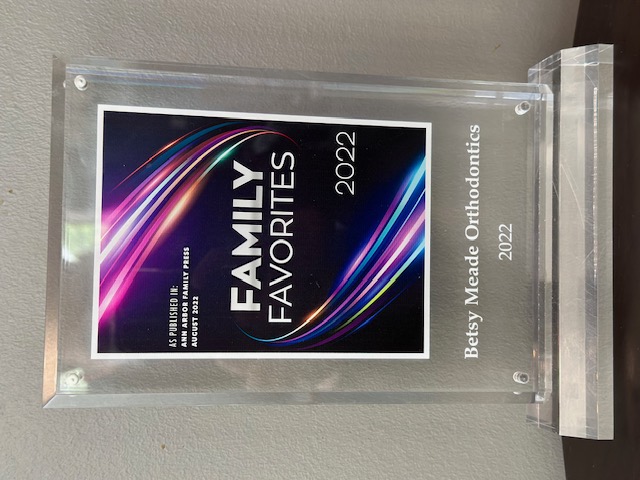 AS PUBLISHED IN:
ANN ARBOR FAMILY PRESS
AUGUST 2022
FAMILY
FAVORITES
2022
Betsy Meade Orthodontics
2022